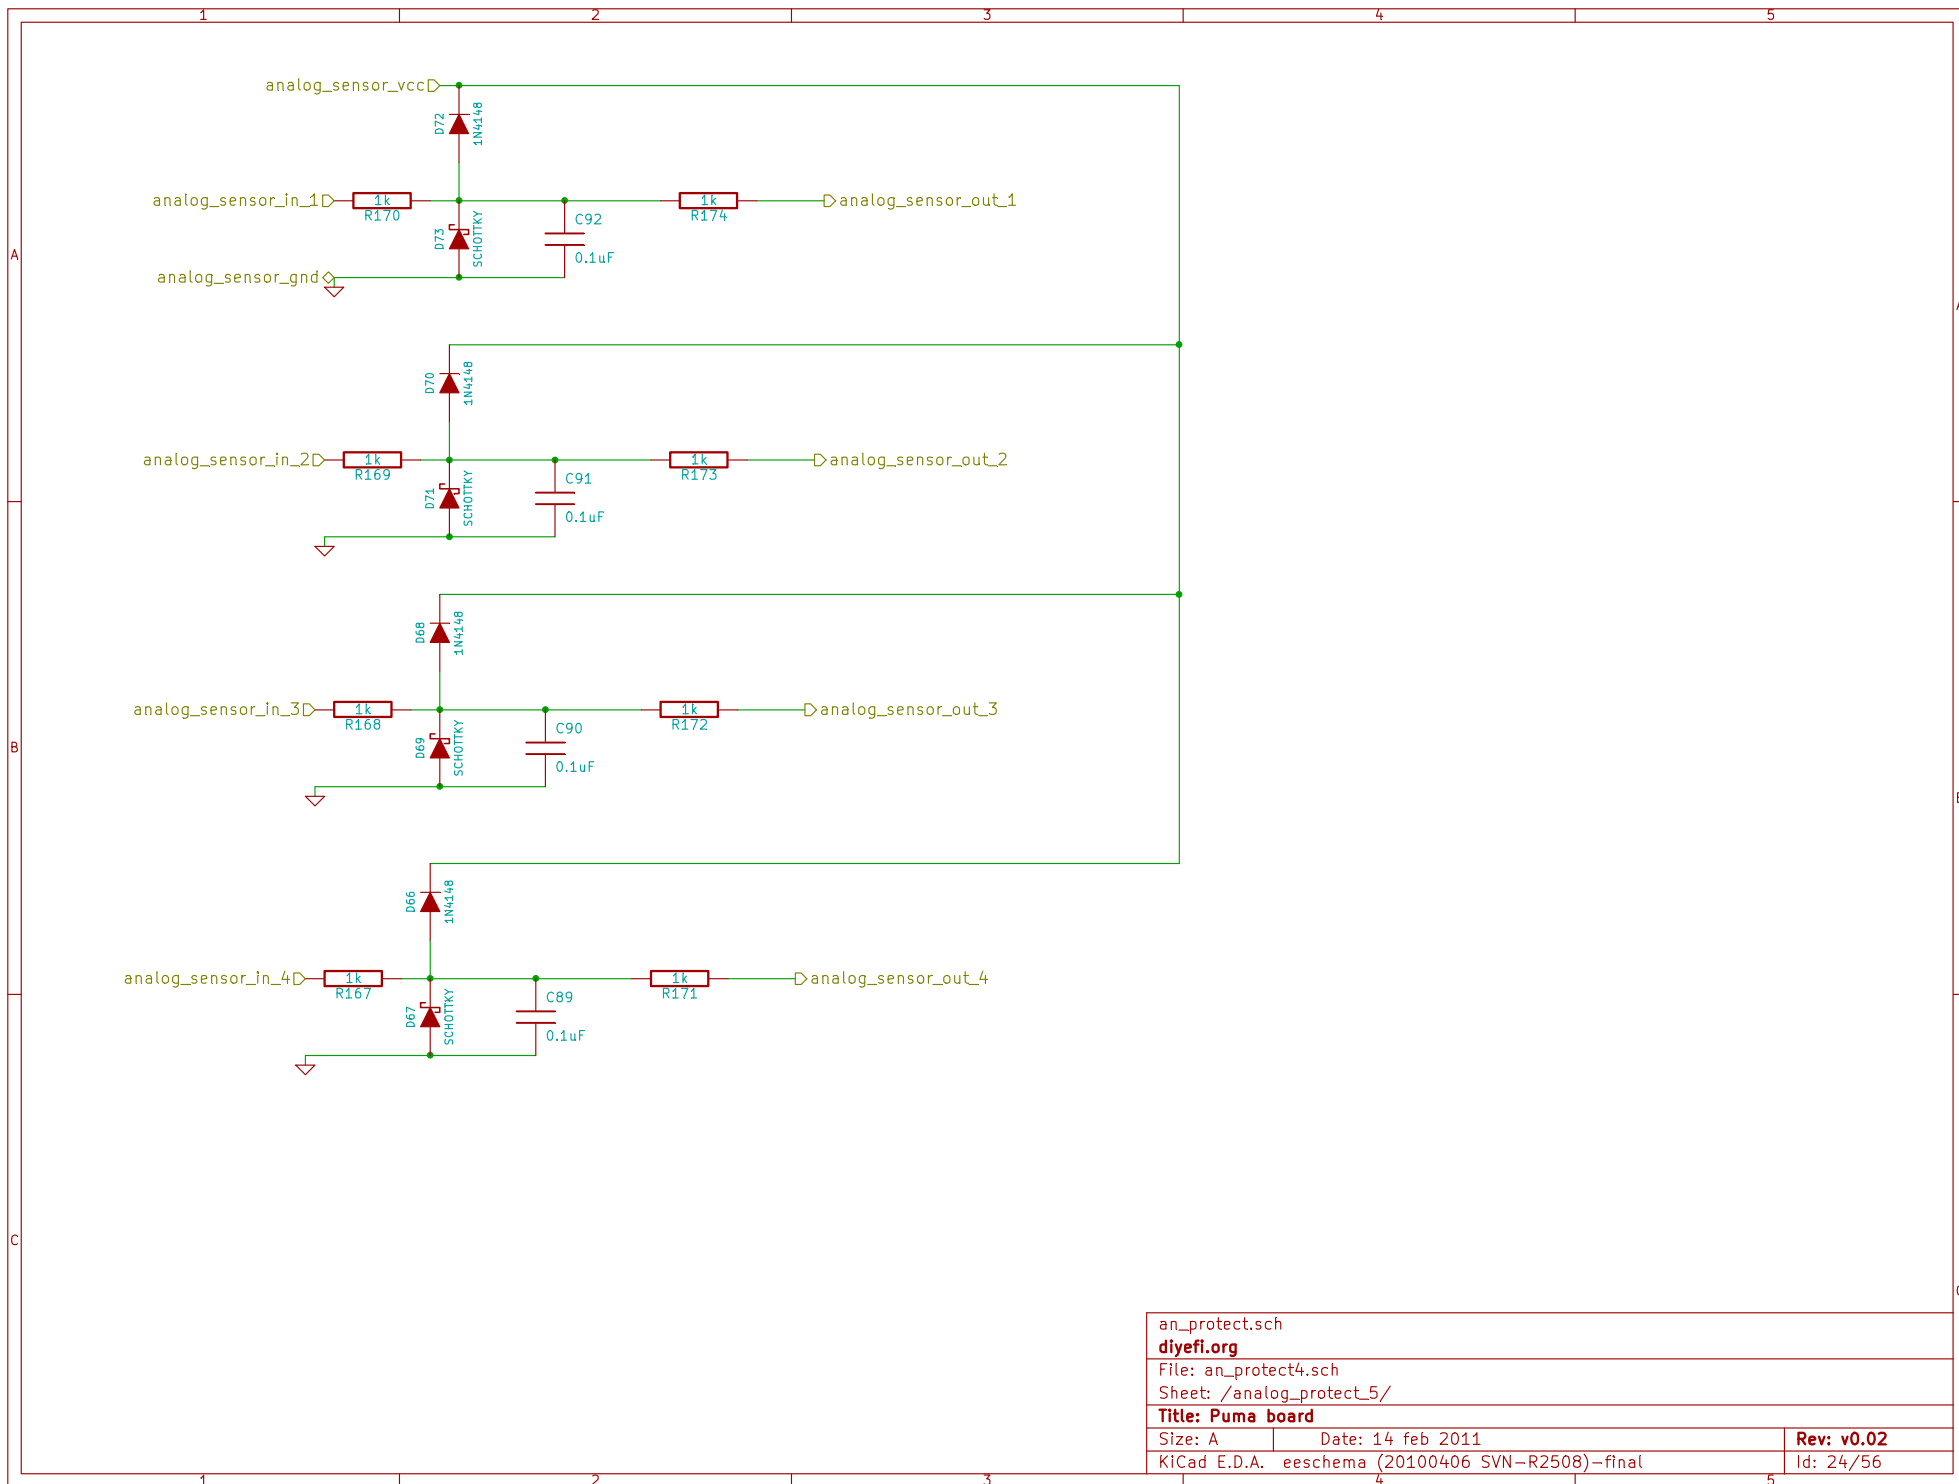 1 2 3 4 5
analog_sensor_vcc
D72 1N4148
analog_sensor_in_1 1k 1k analog_sensor_out_1
R170 R174
C92
D73 SCHOTTKY
0.1uF
A
analog_sensor_gnd
D70 1N4148
analog_sensor_in_2 1k 1k analog_sensor_out_2
R169 R173
C91
D71 SCHOTTKY
0.1uF
D68 1N4148
analog_sensor_in_3 1k 1k analog_sensor_out_3
R168 R172
C90
D69 SCHOTTKY
B
0.1uF
D66 1N4148
analog_sensor_in_4 1k 1k analog_sensor_out_4
R167 R171
C89
D67 SCHOTTKY
0.1uF
C
an_protect.sch
diyefi.org
File: an_protect4.sch
Sheet: /analog_protect_5/
Title: Puma board
Size: A Date: 14 feb 2011 Rev: v0.02
KiCad E.D.A. eeschema (20100406 SVN-R2508)-final Id: 24/56
1 2 3 4 5